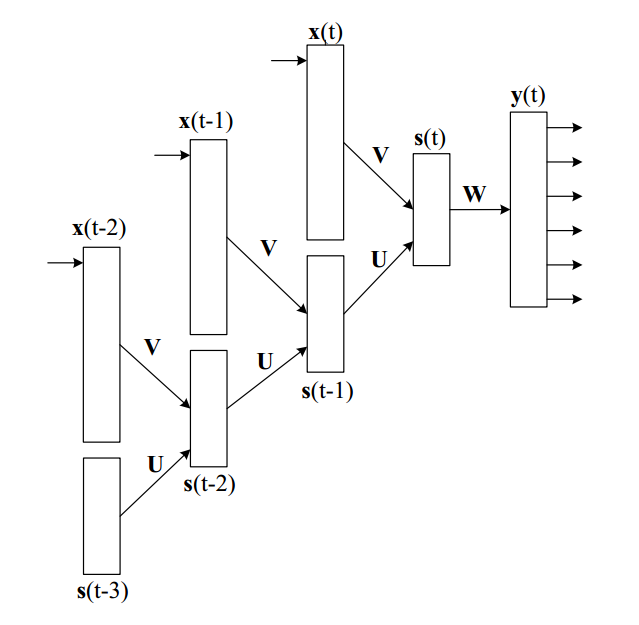 x(t)
y(t)
x(t-1)
s(t)
V
W
x(t-2)
V
U
V
U
s(t-1)
U
s(t-2)
s(t-3)